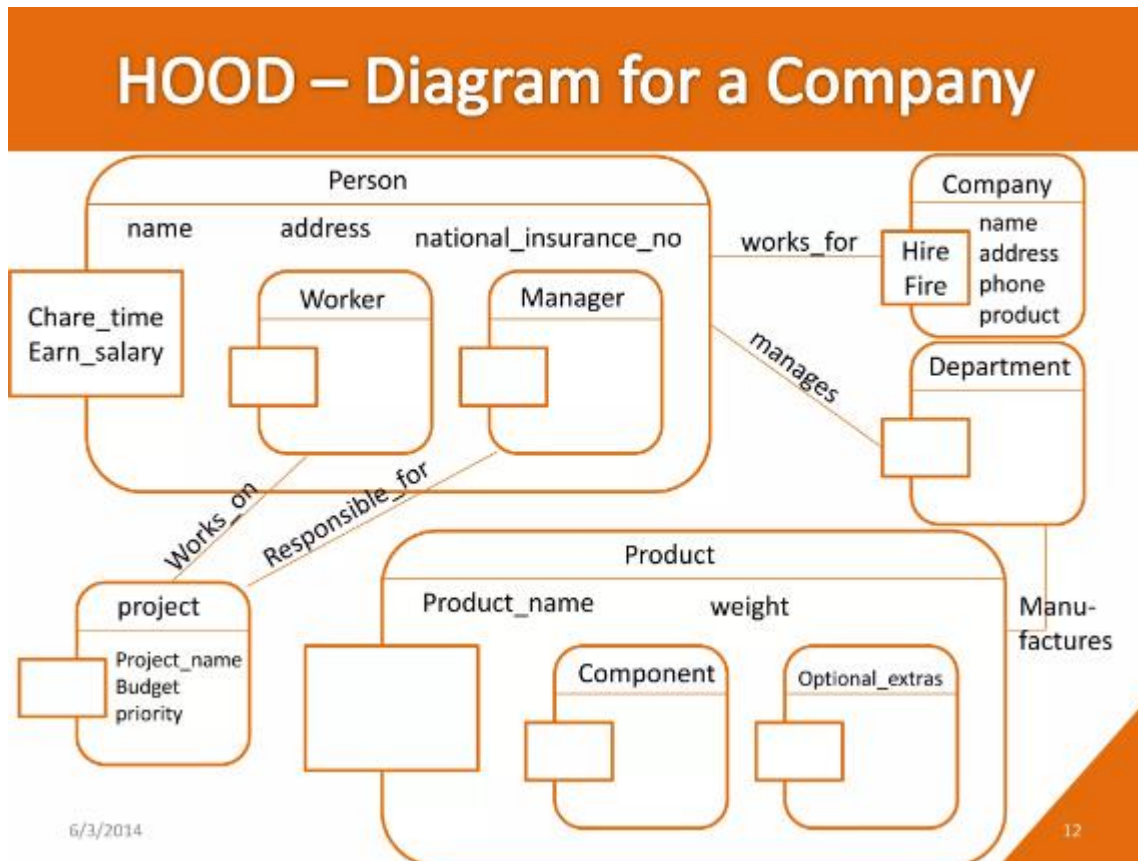 HOOD – Diagram for a Company
Person
name address national_insurance_no
Chare_time
Earn_salary
Worker
Manager
works_for
manages
Company
name
address
phone
product
Hire
Fire
Department
Works_on
Responsible_for
project
Project_name
Budget
priority
Product
Product_name weight
Component
Optional_extras
Manu-
factures
6/3/2014
12